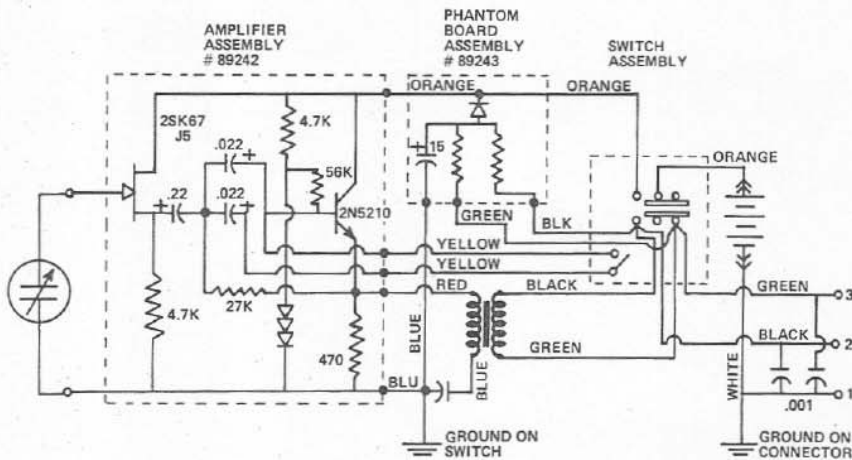 AMPLIFIER
ASSEMBLY
# 89242
PHANTOM
BOARD
ASSEMBLY
# 89243
SWITCH
ASSEMBLY
ORANGE
ORANGE
2SK67
J5
4.7K
.022
+
15
+
56K
ORANGE
.22
+
.022
+
2N5210
GREEN
BLK
YELLOW
YELLOW
RED
BLACK
GREEN
3
27K
4.7K
BLUE
BLACK
2
470
GREEN
BLU
BLUE
WHITE
.001
1
GROUND ON
SWITCH
GROUND ON
CONNECTOR